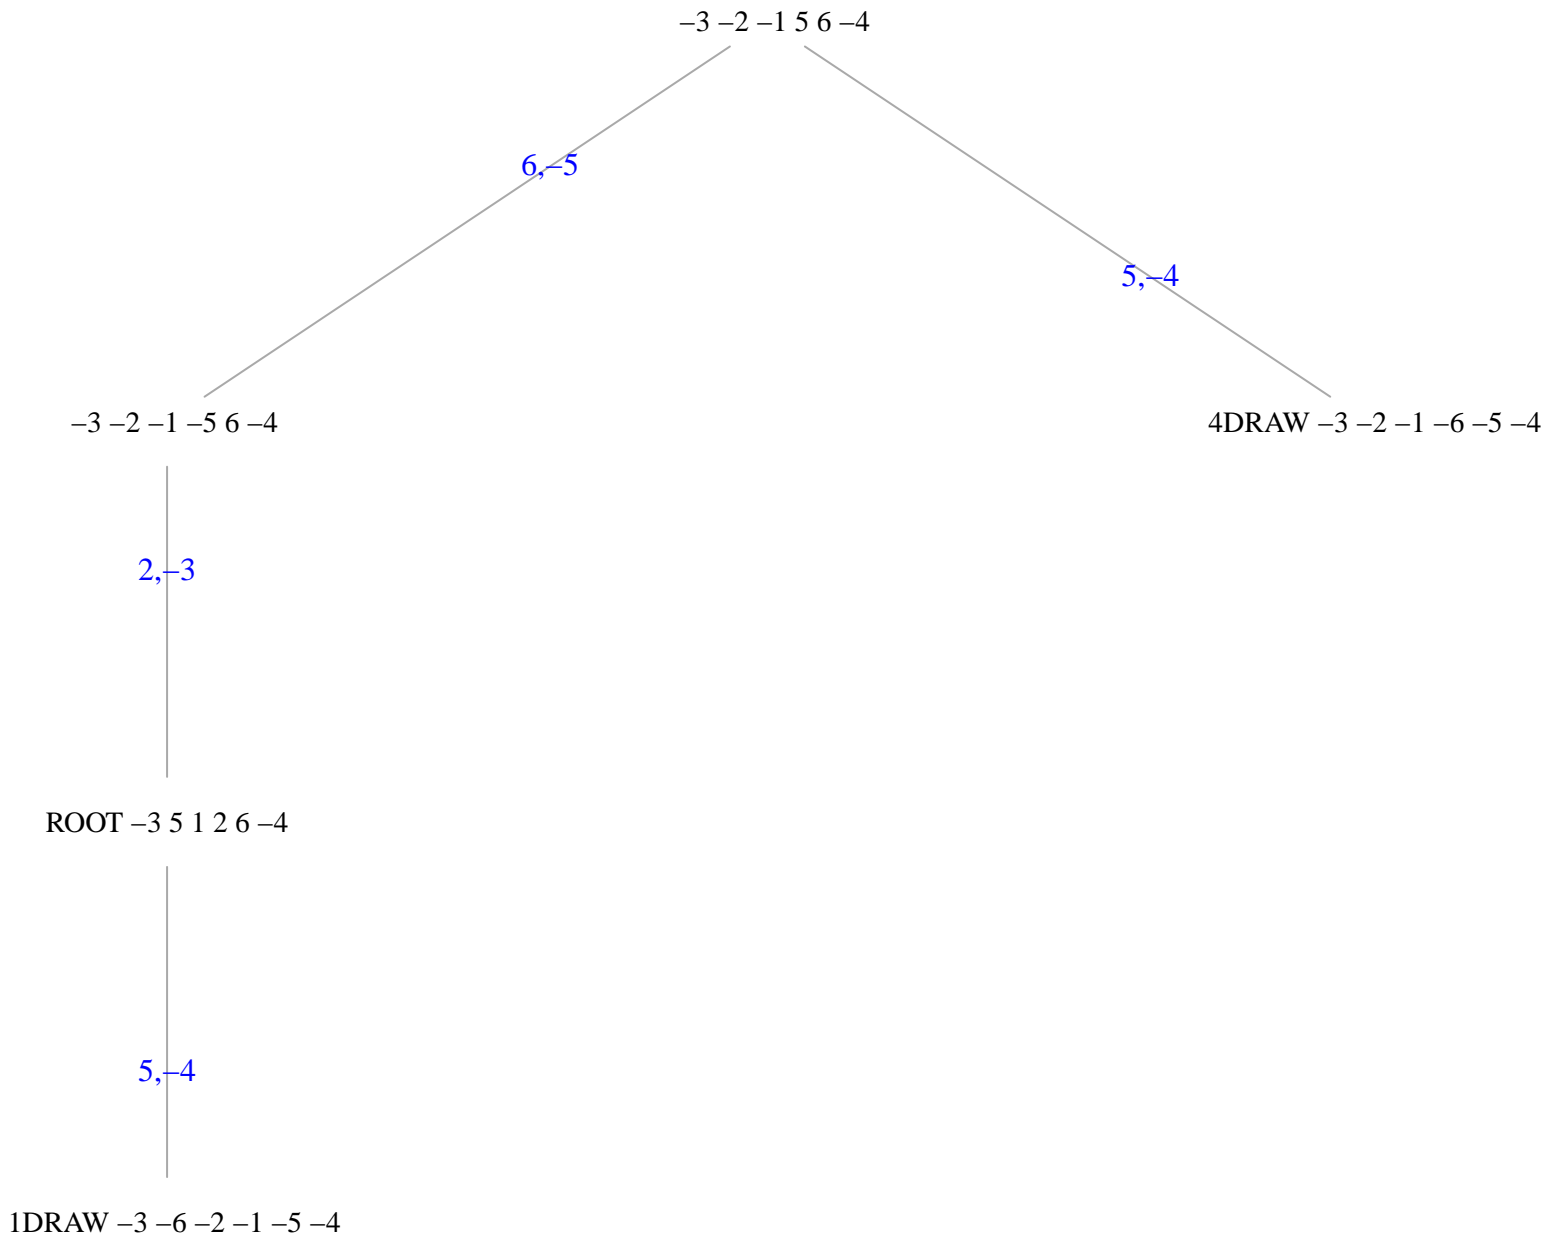 –3 –2 –1 5 6 –4
6,–5
5,–4
–3 –2 –1 –5 6 –4
4DRAW –3 –2 –1 –6 –5 –4
2,–3
ROOT –3 5 1 2 6 –4
5,–4
1DRAW –3 –6 –2 –1 –5 –4